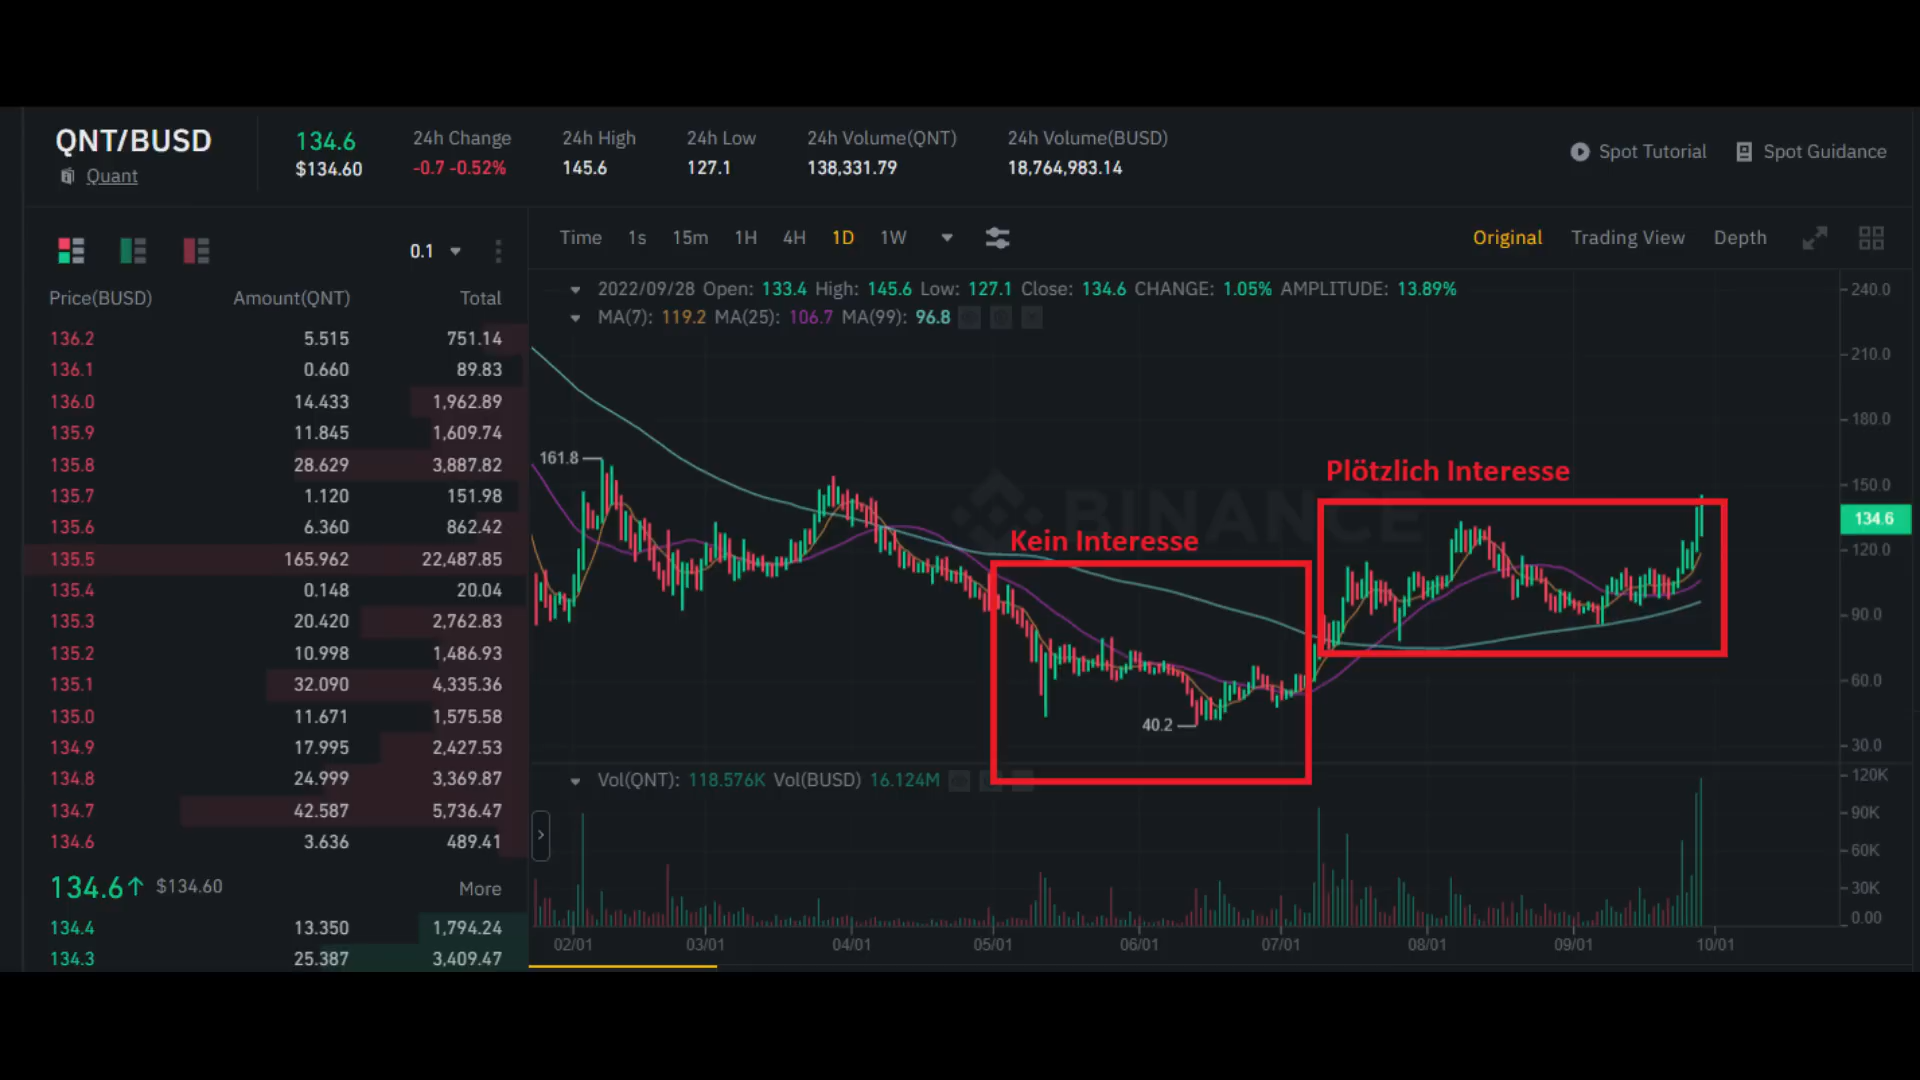 QNT/BUSD
Quant
134.6
$134.60
24h Change
-0.7 -0.52%
24h High
145.6
24h Low
127.1
24h Volume(QNT)
138,331.79
24h Volume(BUSD)
18,764,983.14
Spot Tutorial
Spot Guidance
0.1
Price(BUSD) Amount(QNT) Total
136.2 5.515 751.14
136.1 0.660 89.83
136.0 14.433 1,962.89
135.9 11.845 1,609.74
135.8 28.629 3,887.82
135.7 1.120 151.98
135.6 6.360 862.42
135.5 165.962 22,487.85
135.4 0.148 20.04
135.3 20.420 2,762.83
135.2 10.998 1,486.93
135.1 32.090 4,335.36
135.0 11.671 1,575.58
134.9 17.995 2,427.53
134.8 24.999 3,369.87
134.7 42.587 5,736.47
134.6 3.636 489.41
134.6↑ $134.60 More
134.4 13.350 1,794.24
134.3 25.387 3,409.47
Time 1s 15m 1H 4H 1D 1W
Original Trading View Depth
2022/09/28 Open: 133.4 High: 145.6 Low: 127.1 Close: 134.6 CHANGE: 1.05% AMPLITUDE: 13.89%
MA(7): 119.2 MA(25): 106.7 MA(99): 96.8
161.8
BINANCE
Kein Interesse
Plötzlich Interesse
40.2
240.0
210.0
180.0
150.0
134.6
120.0
90.0
60.0
30.0
Vol(QNT): 118.576K Vol(BUSD) 16.124M
120K
90K
60K
30K
0.00
02/01 03/01 04/01 05/01 06/01 07/01 08/01 09/01 10/01